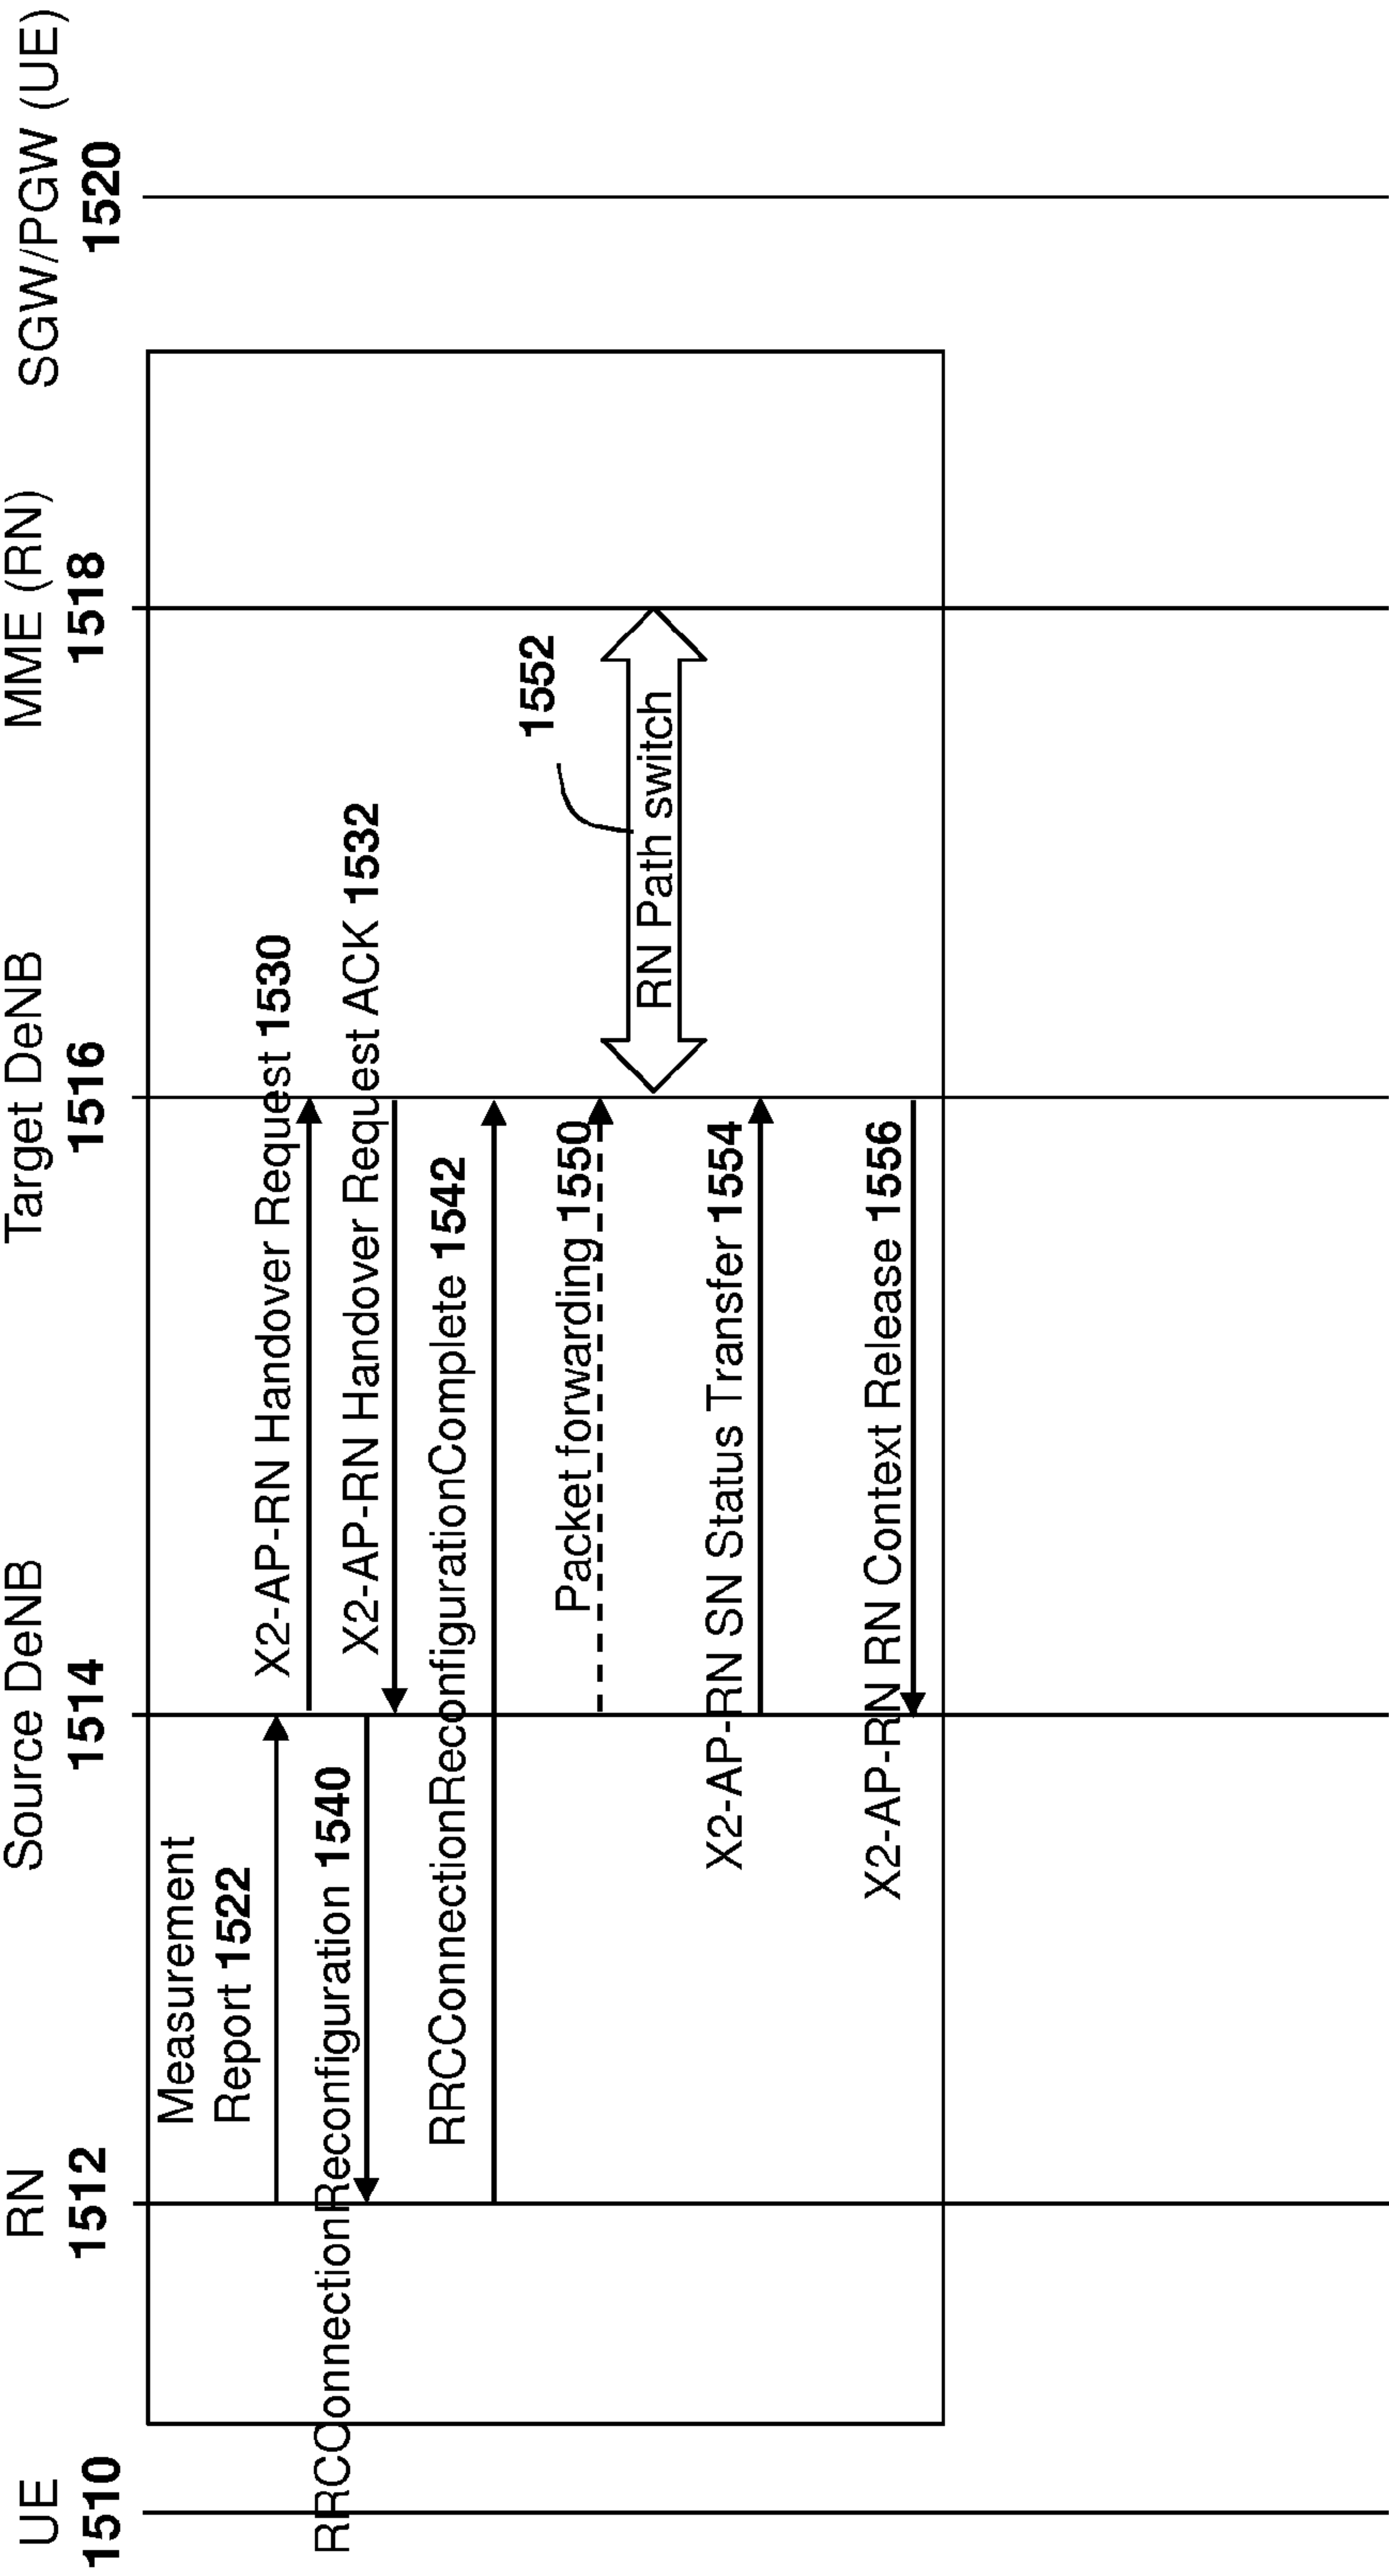 UE
1510
RN
1512
Source DeNB
1514
Target DeNB
1516
MME (RN)
1518
SGW/PGW (UE)
1520
Measurement
Report 1522
X2-AP-RN Handover Request 1530
RRCConnectionReconfiguration 1540
X2-AP-RN Handover Request ACK 1532
RRCConnectionReconfigurationComplete 1542
1552
Packet forwarding 1550
RN Path switch
X2-AP-RN SN Status Transfer 1554
X2-AP-RN RN Context Release 1556